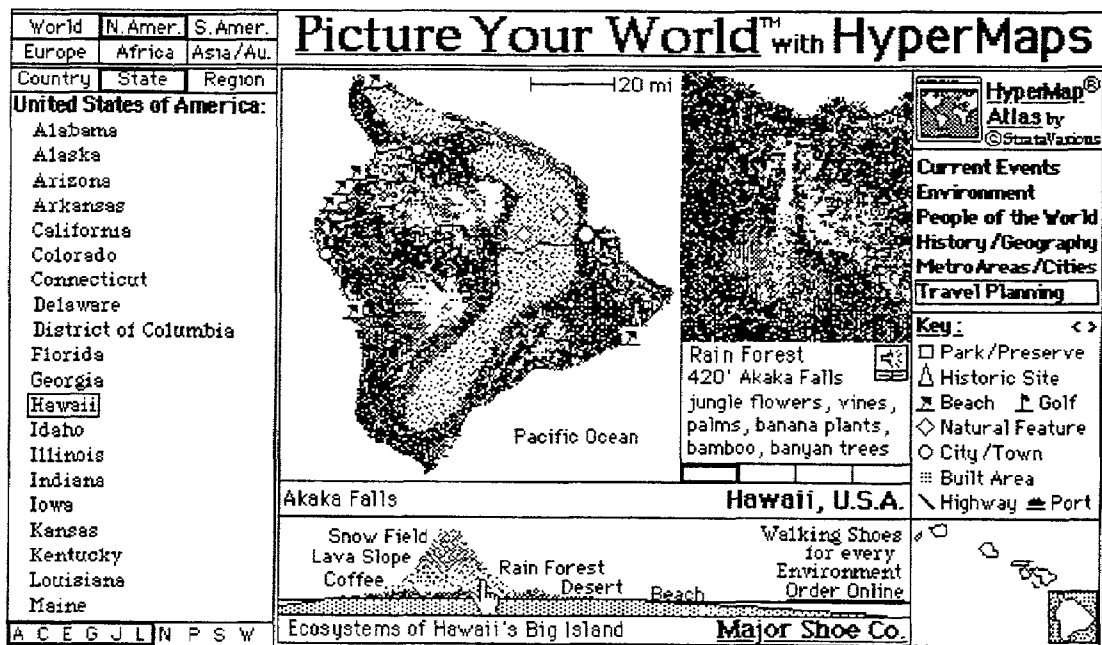 World N. Amer. S. Amer.
Europe Africa Asia/Au.
Country State Region
United States of America:
Alabama
Alaska
Arizona
Arkansas
California
Colorado
Connecticut
Delaware
District of Columbia
Florida
Georgia
Hawaii
Idaho
Illinois
Indiana
Iowa
Kansas
Kentucky
Louisiana
Maine
A C E G J L N P S W
Picture Your World™ with HyperMaps
20 mi
Pacific Ocean
Rain Forest
420' Akaka Falls
jungle flowers, vines,
palms, banana plants,
bamboo, banyan trees
Akaka Falls
Hawaii, U.S.A.
Snow Field
Lava Slope
Coffee
Rain Forest
Desert
Beach
Walking Shoes
for every
Environment
Order Online
Ecosystems of Hawaii's Big Island
Major Shoe Co.
HyperMap®
Atlas by
©StrataVarious
Current Events
Environment
People of the World
History/Geography
Metro Areas/Cities
Travel Planning
Key: < >
Park/Preserve
Historic Site
Beach Golf
Natural Feature
City/Town
Built Area
Highway Port